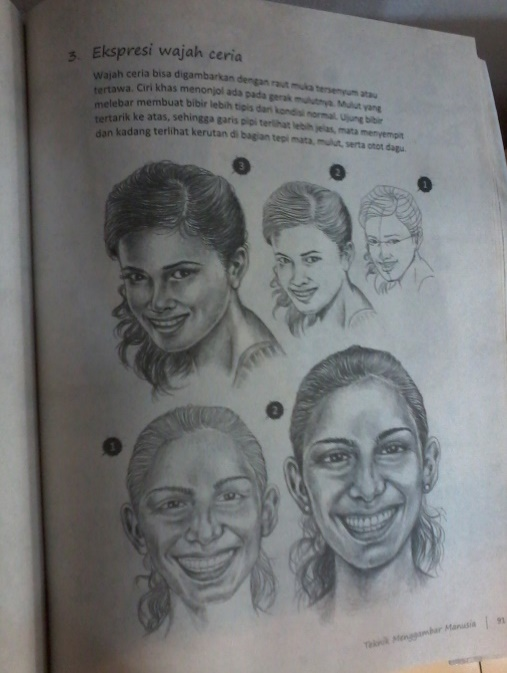 3. Ekspresi wajah ceria
Wajah ceria bisa digambarkan dengan raut muka tersenyum atau
tertawa. Ciri khas menonjol ada pada gerak mulutnya. Mulut yang
melebar membuat bibir lebih tipis dari kondisi normal. Ujung bibir
tertarik ke atas, sehingga garis pipi terlihat lebih jelas, mata menyempit
dan kadang terlihat kerutan di bagian tepi mata, mulut, serta otot dagu.
3
2
1
1
2
Teknik Menggambar Manusia | 91